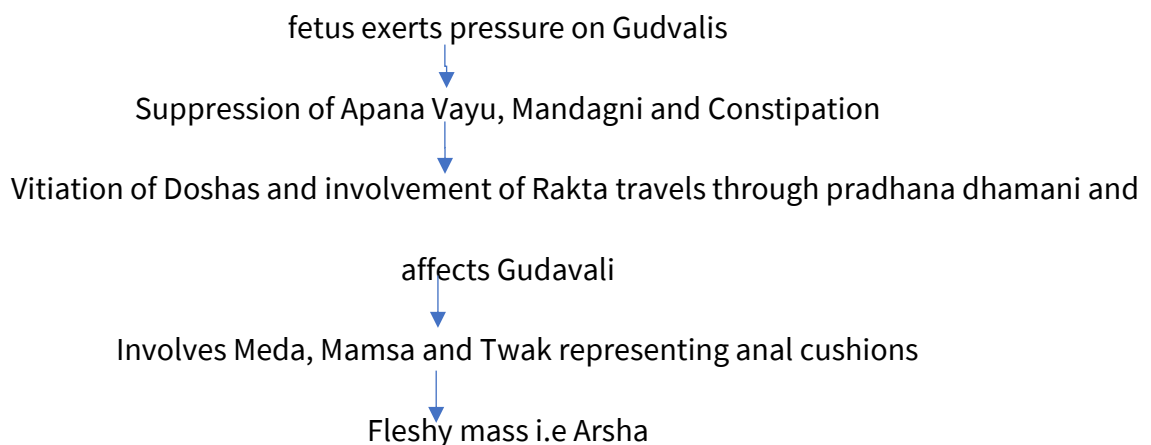 fetus exerts pressure on Gudvalis
Suppression of Apana Vayu, Mandagni and Constipation
Vitiation of Doshas and involvement of Rakta travels through pradhana dhamani and
affects Gudavali
Involves Meda, Mamsa and Twak representing anal cushions
Fleshy mass i.e Arsha